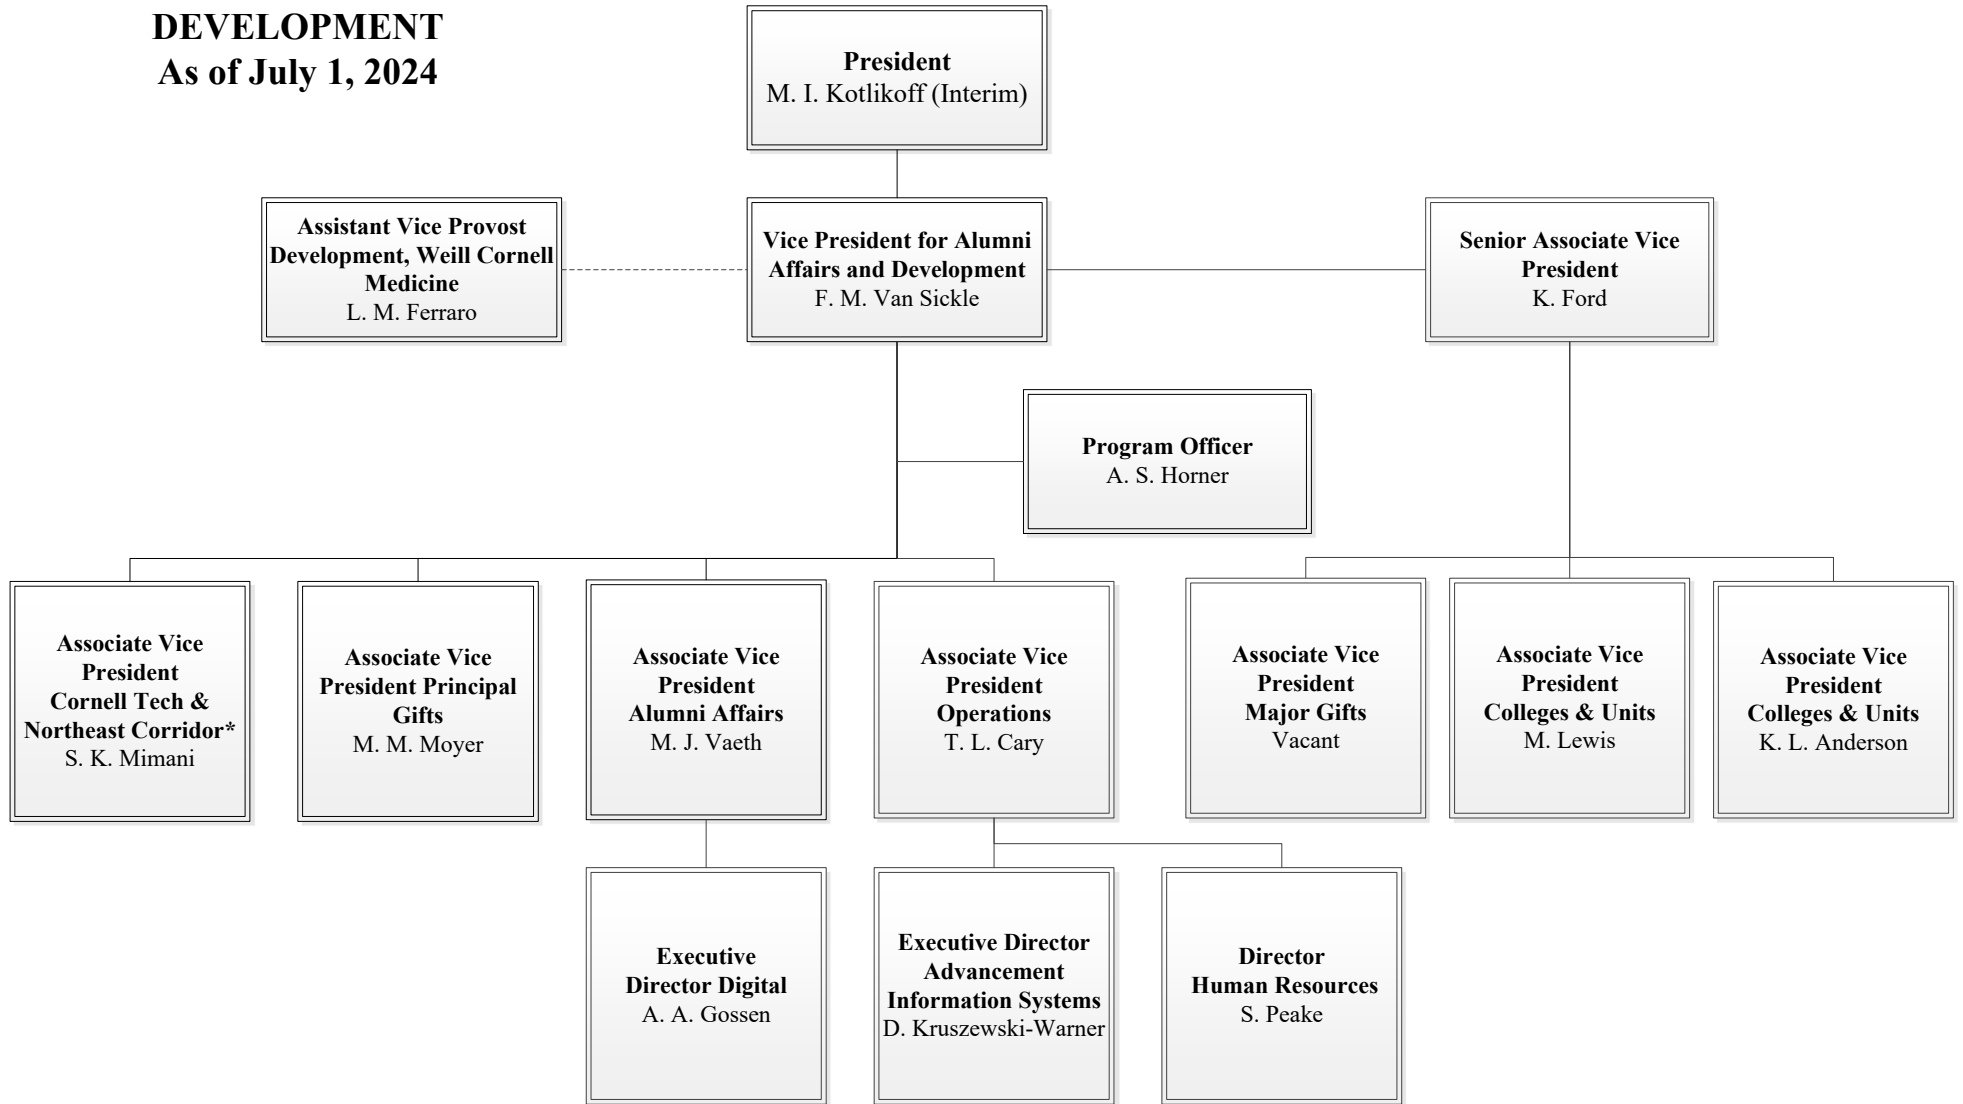 DEVELOPMENT
As of July 1, 2024
President
M. I. Kotlikoff (Interim)
Assistant Vice Provost
Development, Weill Cornell
Medicine
L. M. Ferraro
Vice President for Alumni
Affairs and Development
F. M. Van Sickle
Senior Associate Vice
President
K. Ford
Program Officer
A. S. Horner
Associate Vice
President
Cornell Tech &
Northeast Corridor*
S. K. Mimani
Associate Vice
President Principal
Gifts
M. M. Moyer
Associate Vice
President
Alumni Affairs
M. J. Vaeth
Associate Vice
President
Operations
T. L. Cary
Associate Vice
President
Major Gifts
Vacant
Associate Vice
President
Colleges & Units
M. Lewis
Associate Vice
President
Colleges & Units
K. L. Anderson
Executive
Director Digital
A. A. Gossen
Executive Director
Advancement
Information Systems
D. Kruszewski-Warner
Director
Human Resources
S. Peake